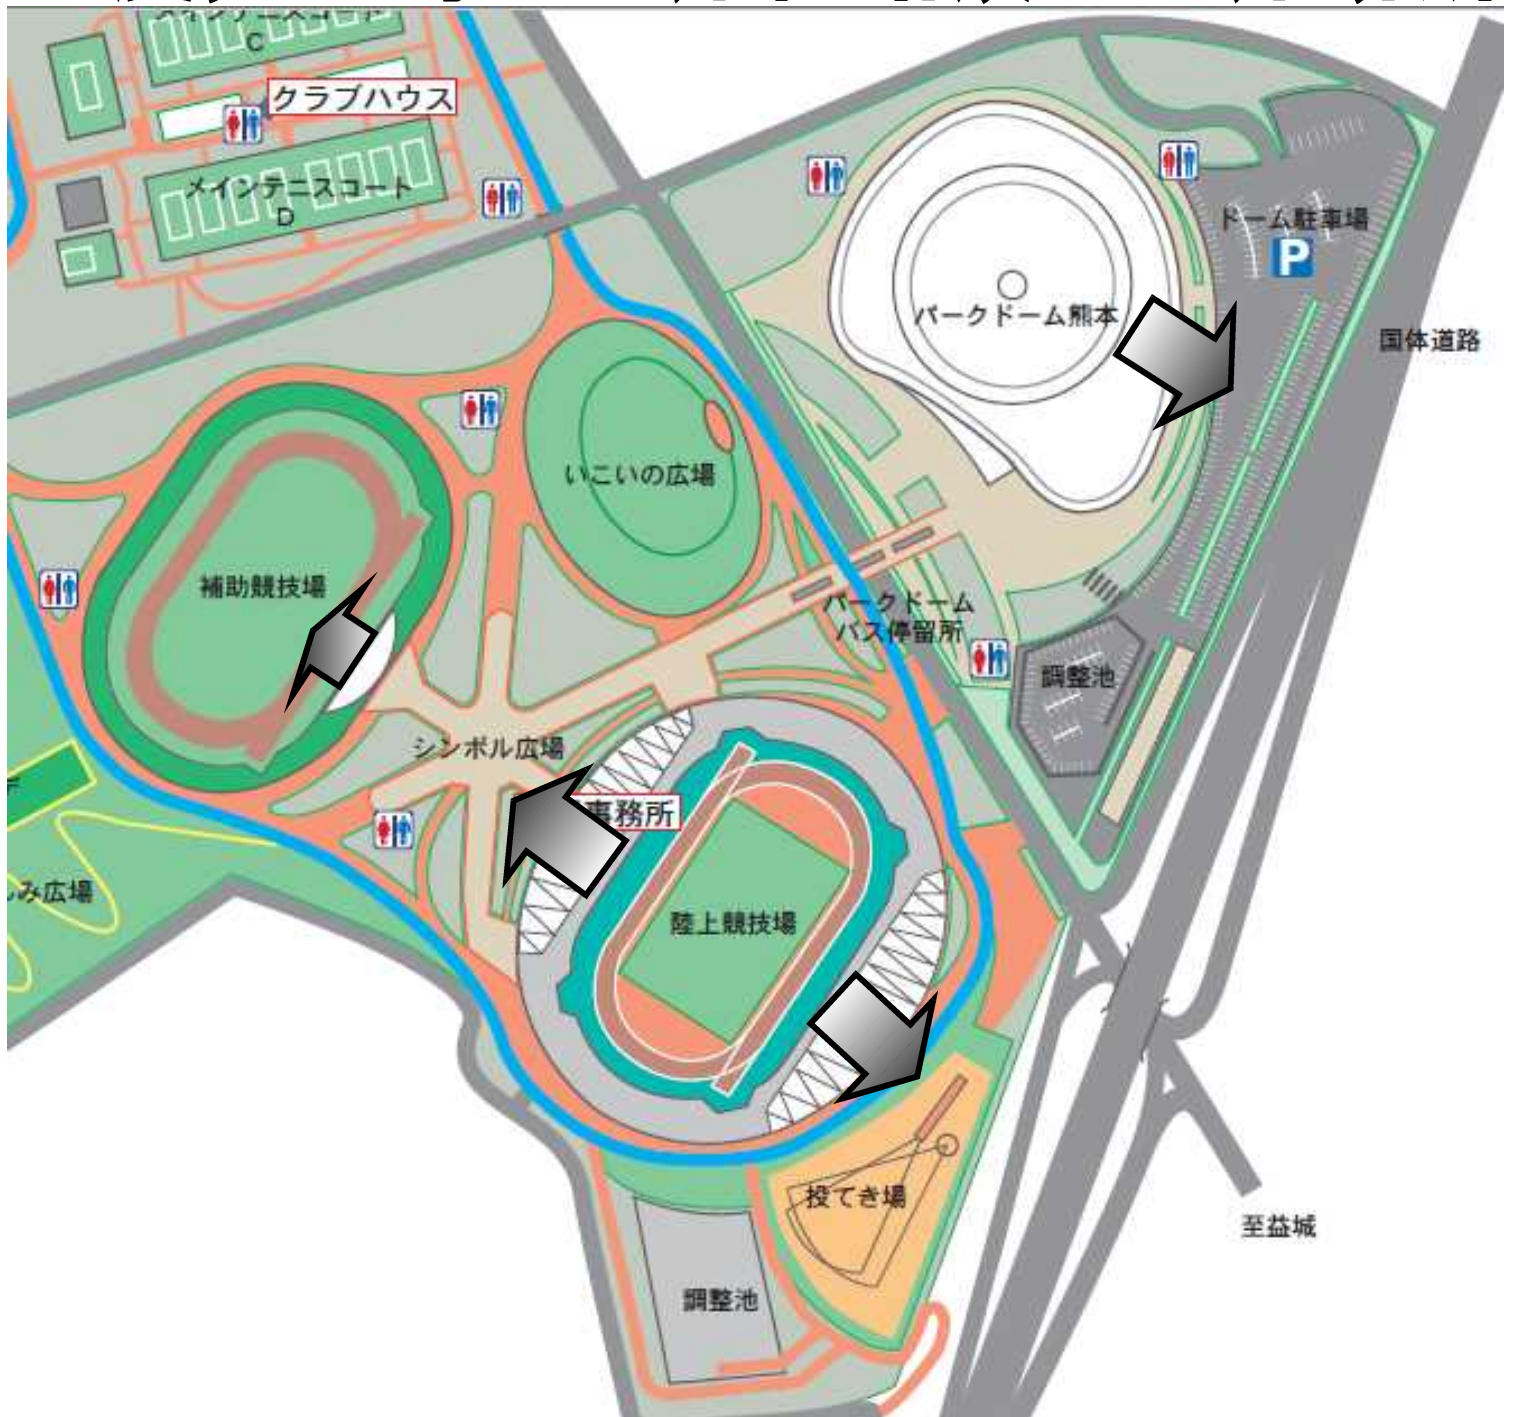 C
クラブハウス
メインテニスコート
D
ドーム駐車場
P
パークドーム熊本
国体道路
いこいの広場
補助競技場
パークドーム
バス停留所
調整池
シンボル広場
事務所
み広場
陸上競技場
投てき場
至益城
調整池